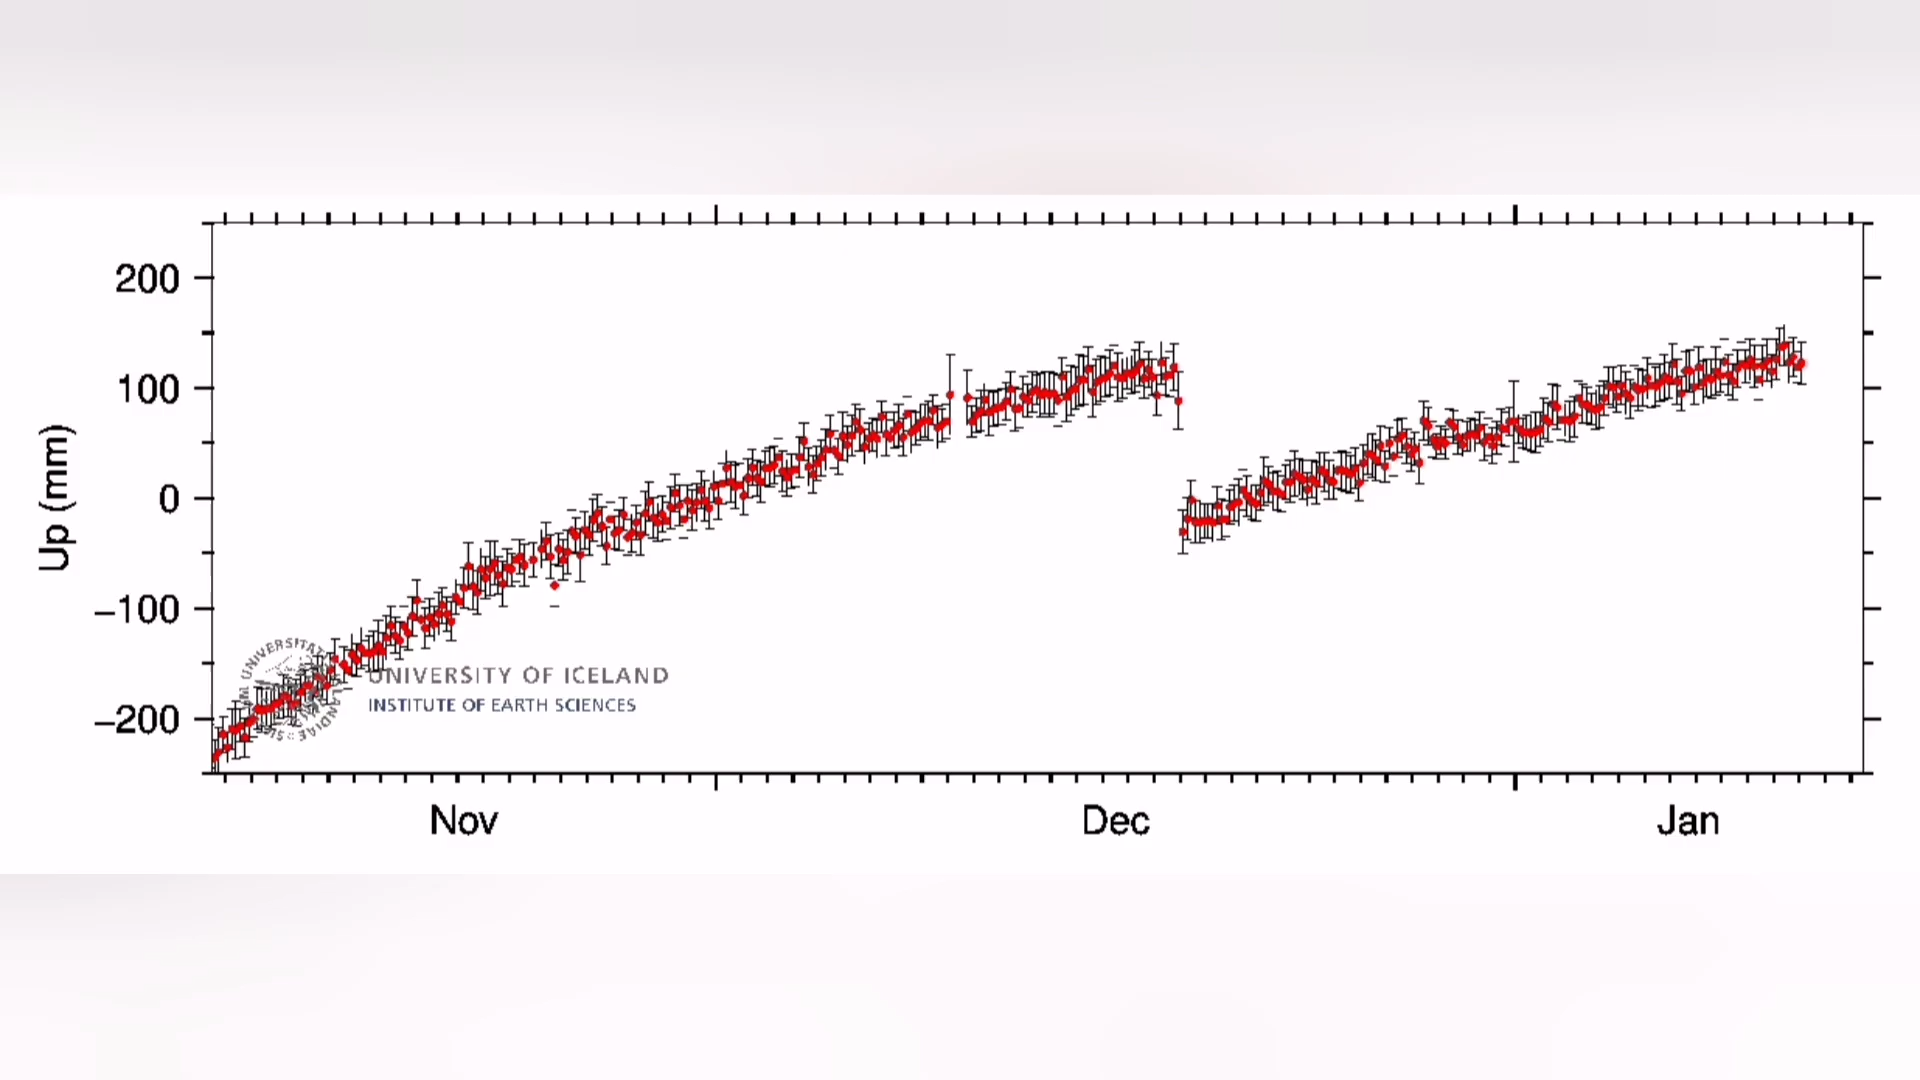 200
100
0
−100
−200
Up (mm)
UNIVERSITY OF ICELAND
INSTITUTE OF EARTH SCIENCES
Nov
Dec
Jan